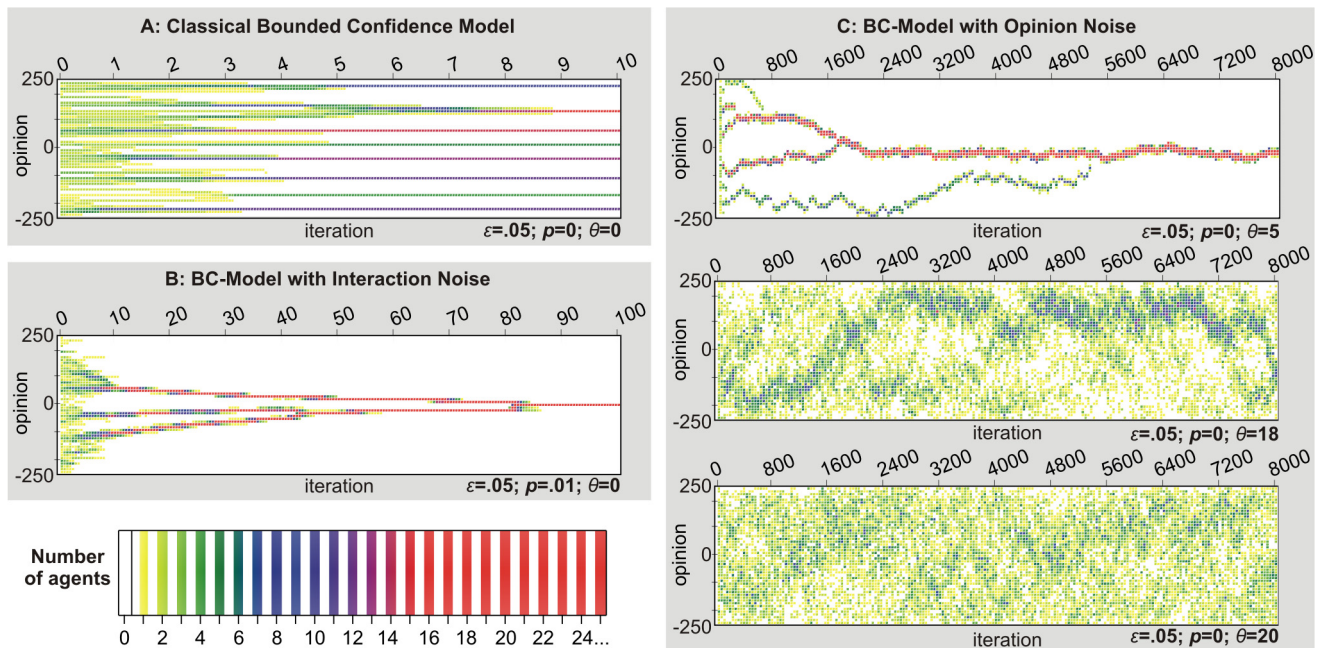 A: Classical Bounded Confidence Model
0 1 2 3 4 5 6 7 8 9 10
250
0
-250
opinion
iteration
ε=.05; p=0; θ=0
B: BC-Model with Interaction Noise
0 10 20 30 40 50 60 70 80 90 100
250
0
-250
opinion
iteration
ε=.05; p=.01; θ=0
Number
of agents
0 2 4 6 8 10 12 14 16 18 20 22 24...
C: BC-Model with Opinion Noise
0 800 1600 2400 3200 4000 4800 5600 6400 7200 8000
250
0
-250
opinion
iteration
ε=.05; p=0; θ=5
0 800 1600 2400 3200 4000 4800 5600 6400 7200 8000
250
0
-250
opinion
iteration
ε=.05; p=0; θ=18
0 800 1600 2400 3200 4000 4800 5600 6400 7200 8000
250
0
-250
opinion
iteration
ε=.05; p=0; θ=20